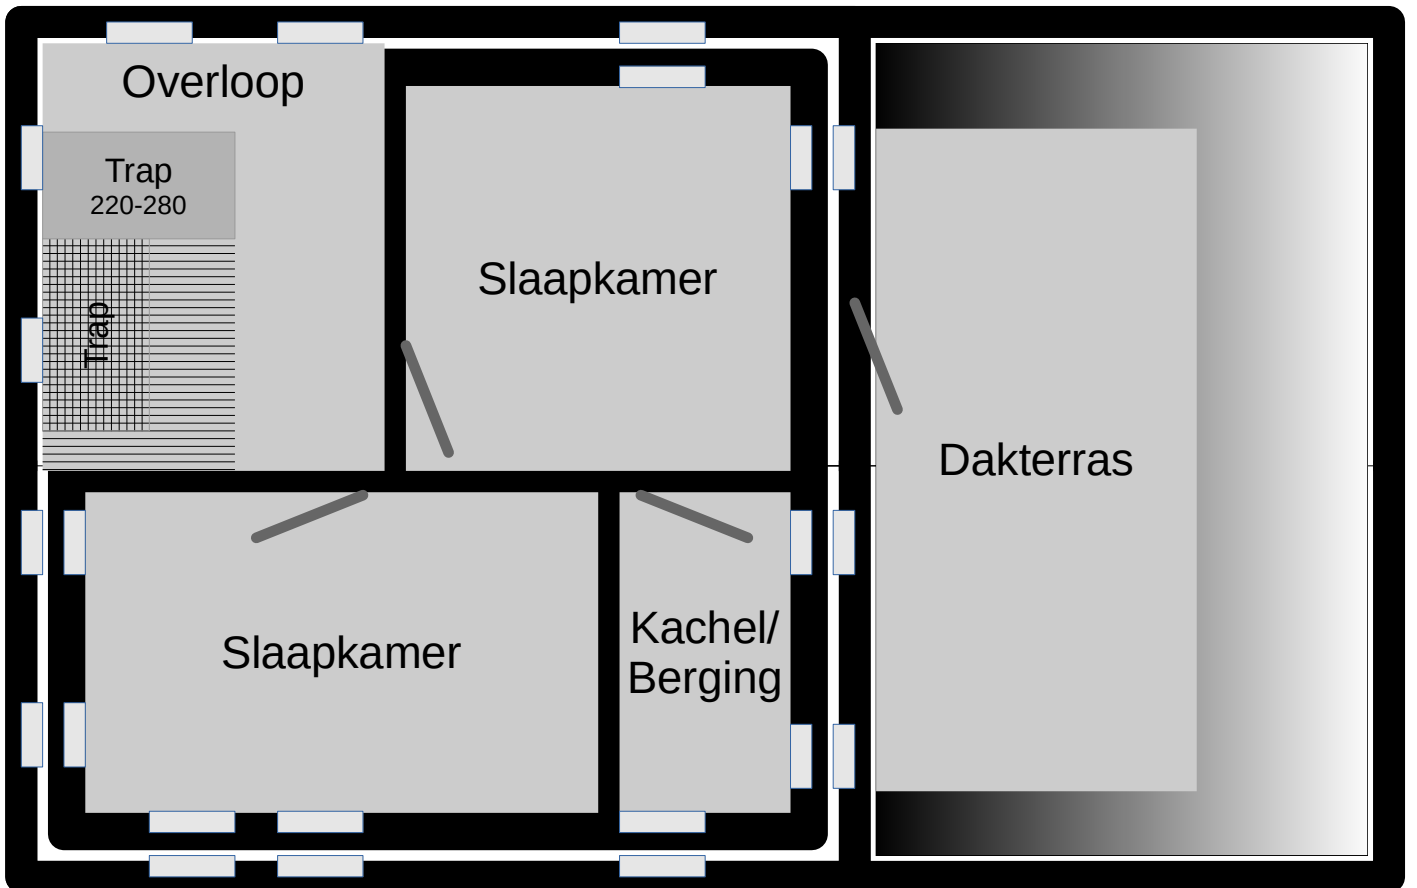 Overloop
Trap
220-280
Trap
Slaapkamer
Dakterras
Slaapkamer
Kachel/
Berging